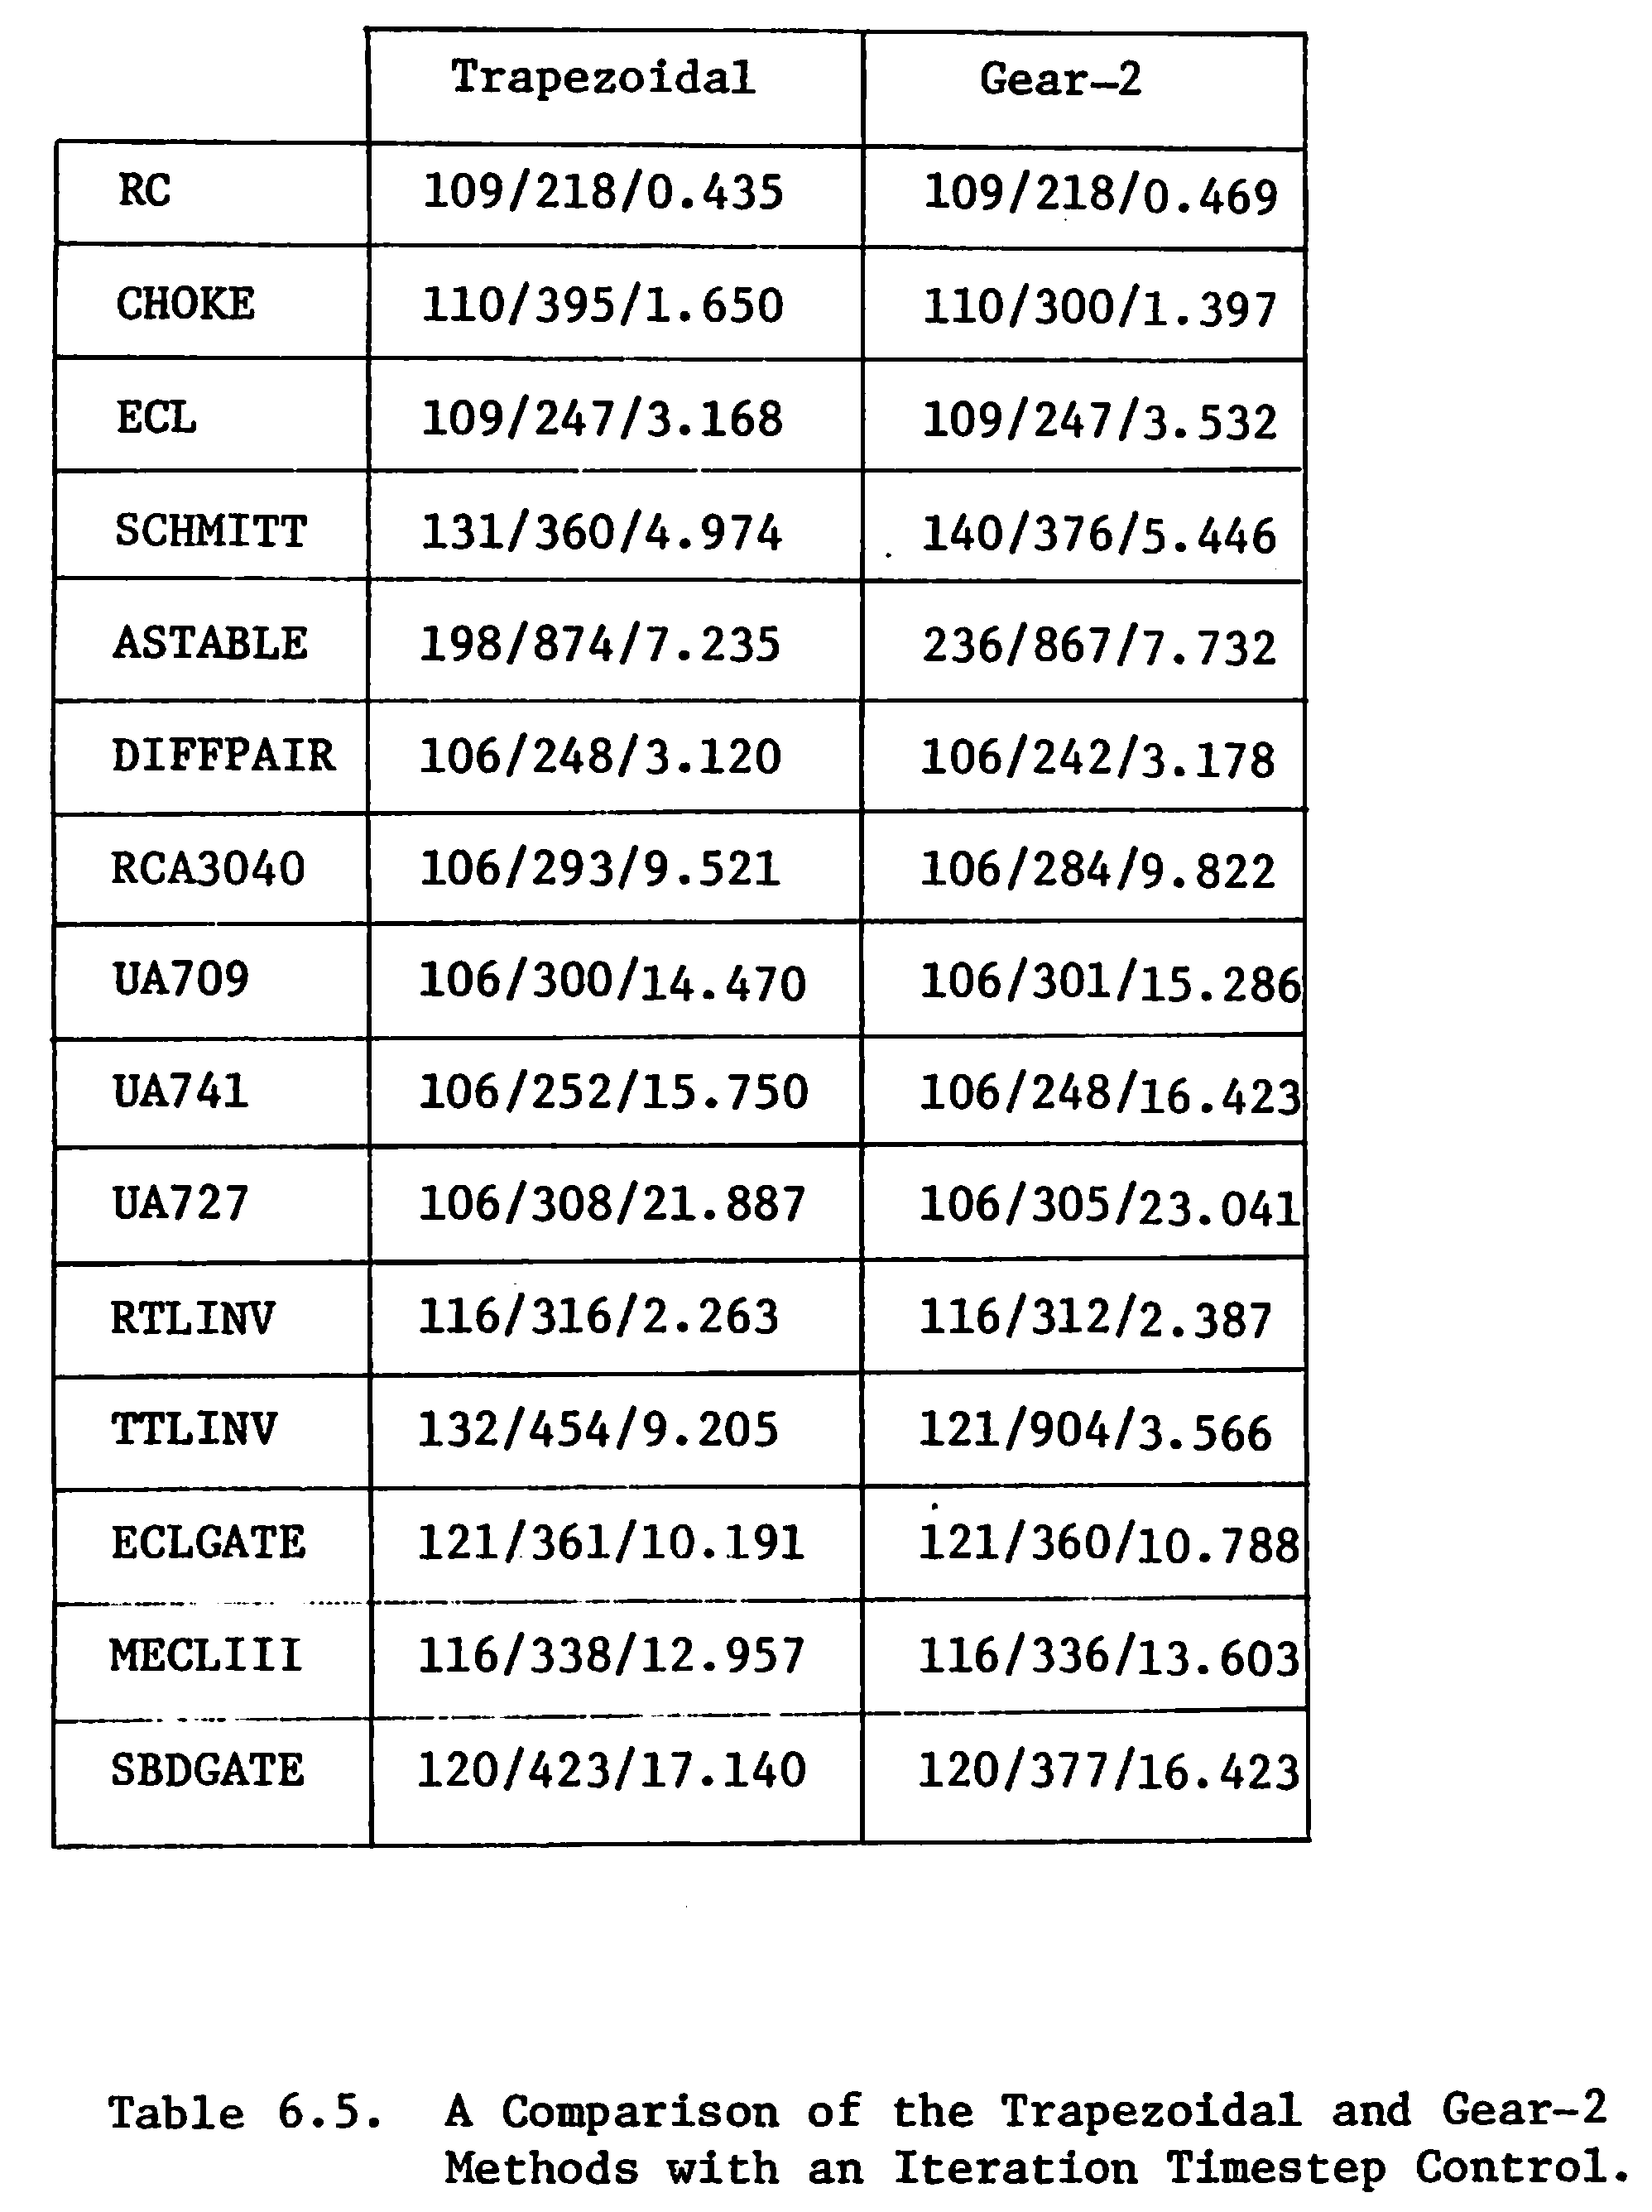 Trapezoidal Gear-2
RC 109/218/0.435 109/218/0.469
CHOKE 110/395/1.650 110/300/1.397
ECL 109/247/3.168 109/247/3.532
SCHMITT 131/360/4.974 140/376/5.446
ASTABLE 198/874/7.235 236/867/7.732
DIFFPAIR 106/248/3.120 106/242/3.178
RCA3040 106/293/9.521 106/284/9.822
UA709 106/300/14.470 106/301/15.286
UA741 106/252/15.750 106/248/16.423
UA727 106/308/21.887 106/305/23.041
RTLINV 116/316/2.263 116/312/2.387
TTLINV 132/454/9.205 121/904/3.566
ECLGATE 121/361/10.191 121/360/10.788
MECLIII 116/338/12.957 116/336/13.603
SBDGATE 120/423/17.140 120/377/16.423
Table 6.5. A Comparison of the Trapezoidal and Gear-2
Methods with an Iteration Timestep Control.